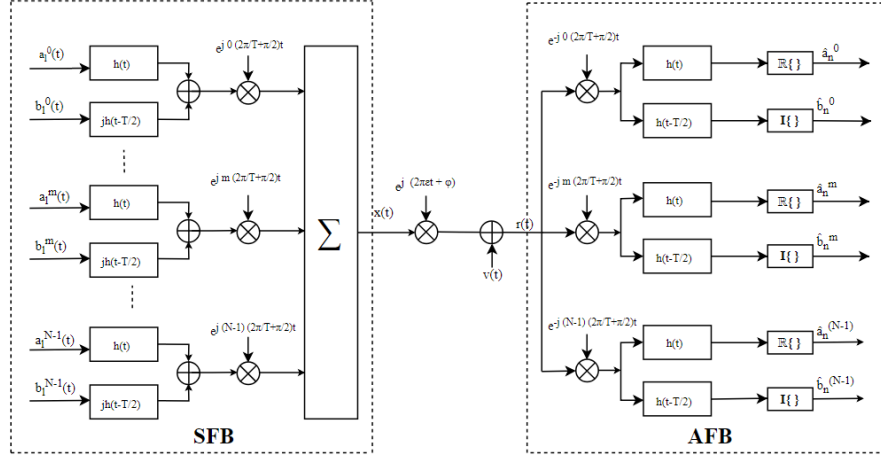 a_l^0(t)
h(t)
e^{j 0 (2π/T+π/2)t}
b_l^0(t)
jh(t-T/2)
a_l^m(t)
h(t)
e^{j m (2π/T+π/2)t}
b_l^m(t)
jh(t-T/2)
a_l^{N-1}(t)
h(t)
e^{j (N-1) (2π/T+π/2)t}
b_l^{N-1}(t)
jh(t-T/2)
∑
SFB
x(t)
e^{j (2πεt + φ)}
v(t)
r(t)
e^{-j 0 (2π/T+π/2)t}
h(t)
ℝ{ }
â_n^0
h(t-T/2)
I{ }
b̂_n^0
e^{-j m (2π/T+π/2)t}
h(t)
ℝ{ }
â_n^m
h(t-T/2)
I{ }
b̂_n^m
e^{-j (N-1) (2π/T+π/2)t}
h(t)
ℝ{ }
â_n^{(N-1)}
h(t-T/2)
I{ }
b̂_n^{(N-1)}
AFB